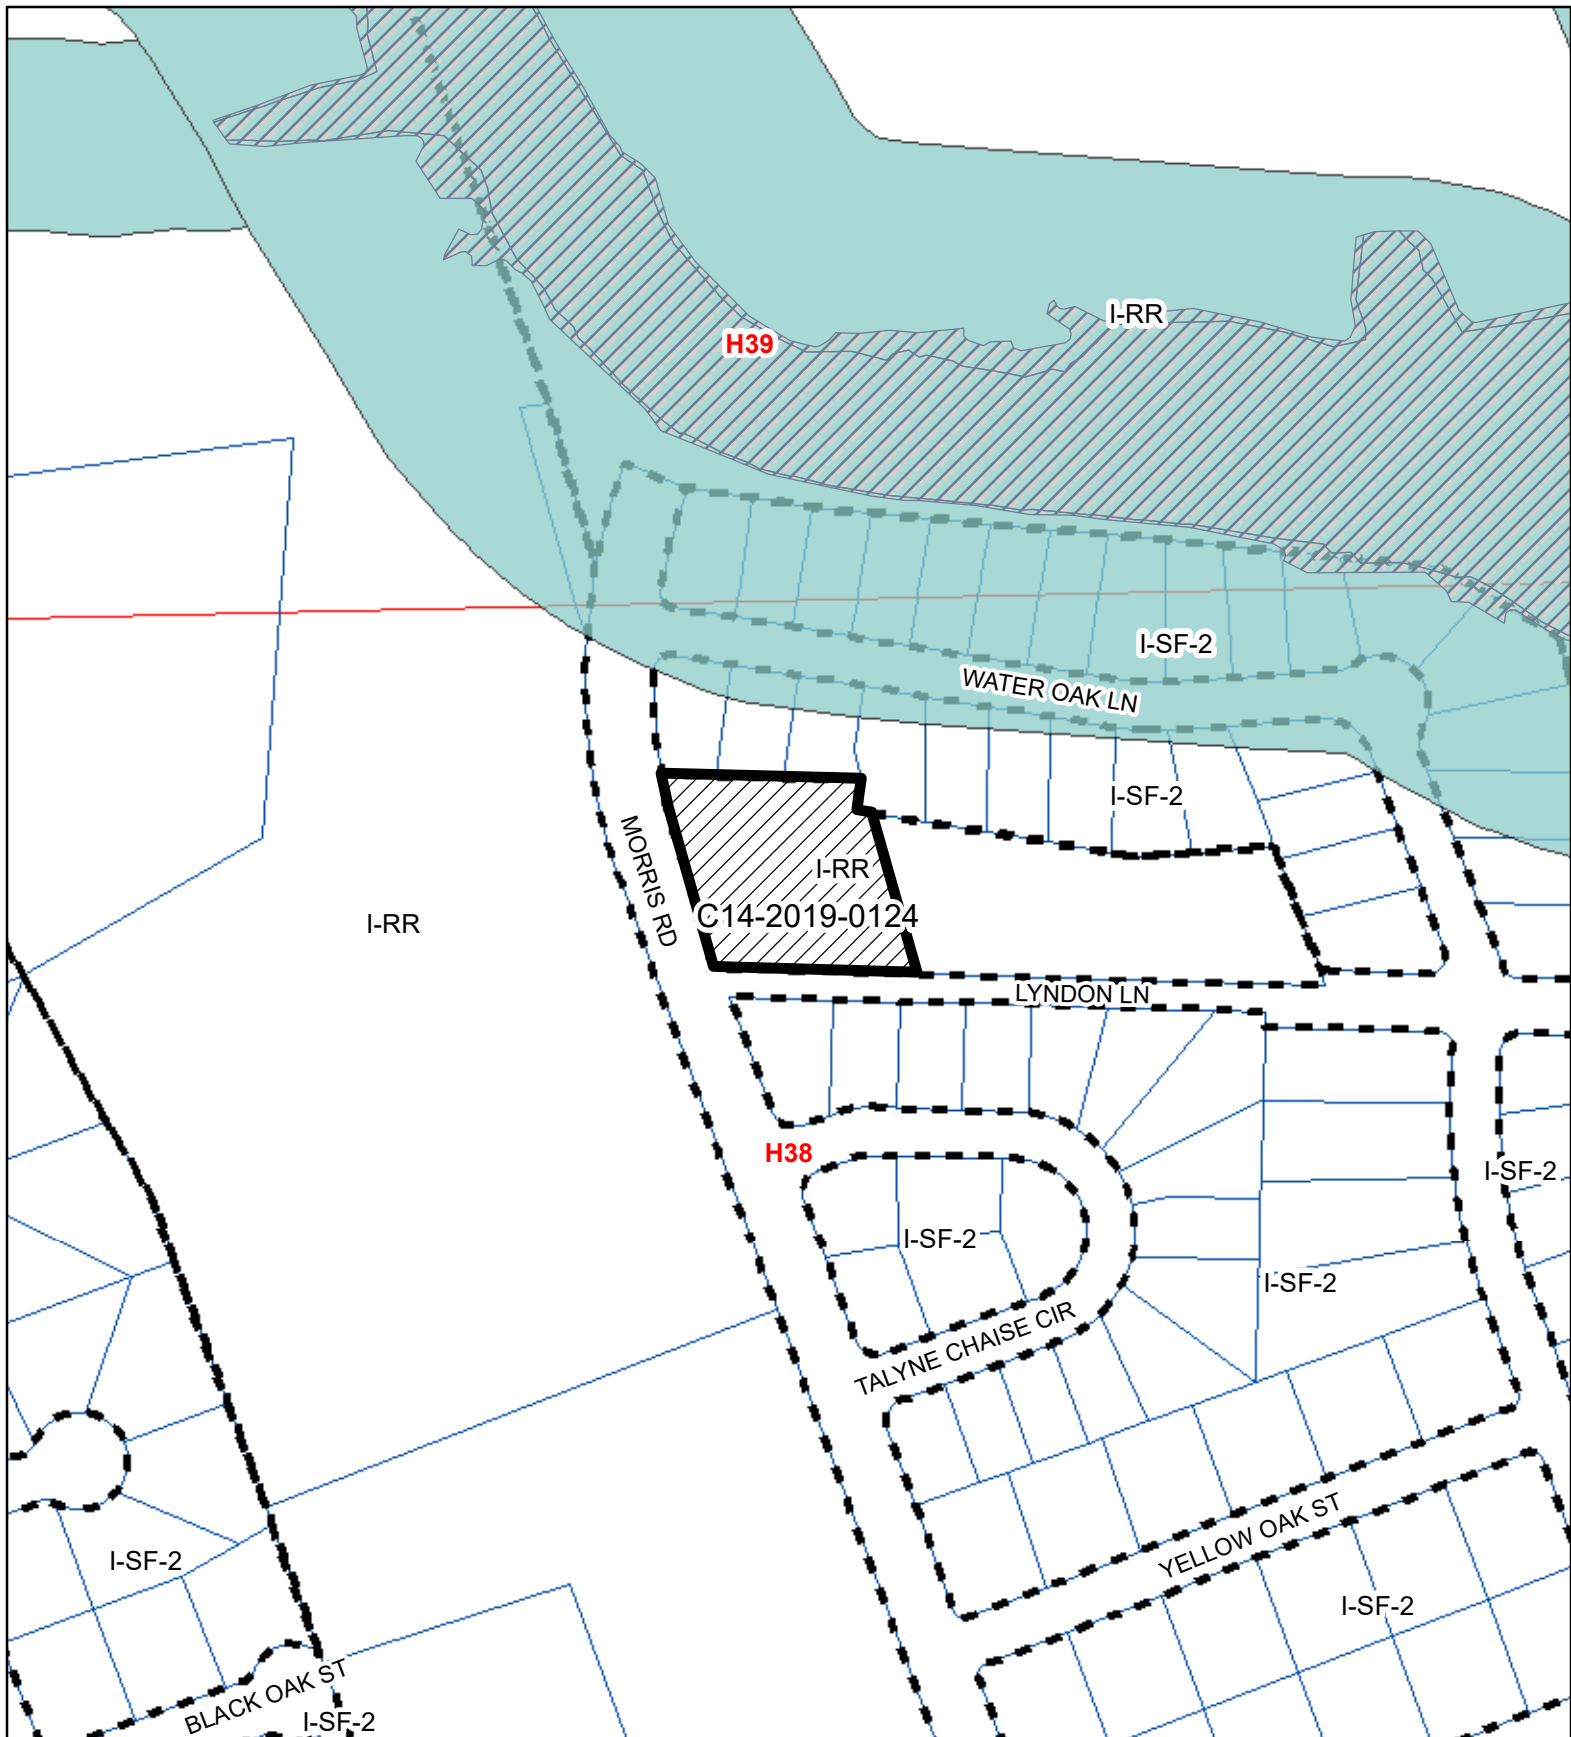 I-RR
H39
I-SF-2
WATER OAK LN
I-SF-2
MORRIS RD
I-RR
C14-2019-0124
I-RR
LYNDON LN
H38
I-SF-2
I-SF-2
I-SF-2
TALYNE CHAISE CIR
YELLOW OAK ST
I-SF-2
I-SF-2
BLACK OAK ST
I-SF-2